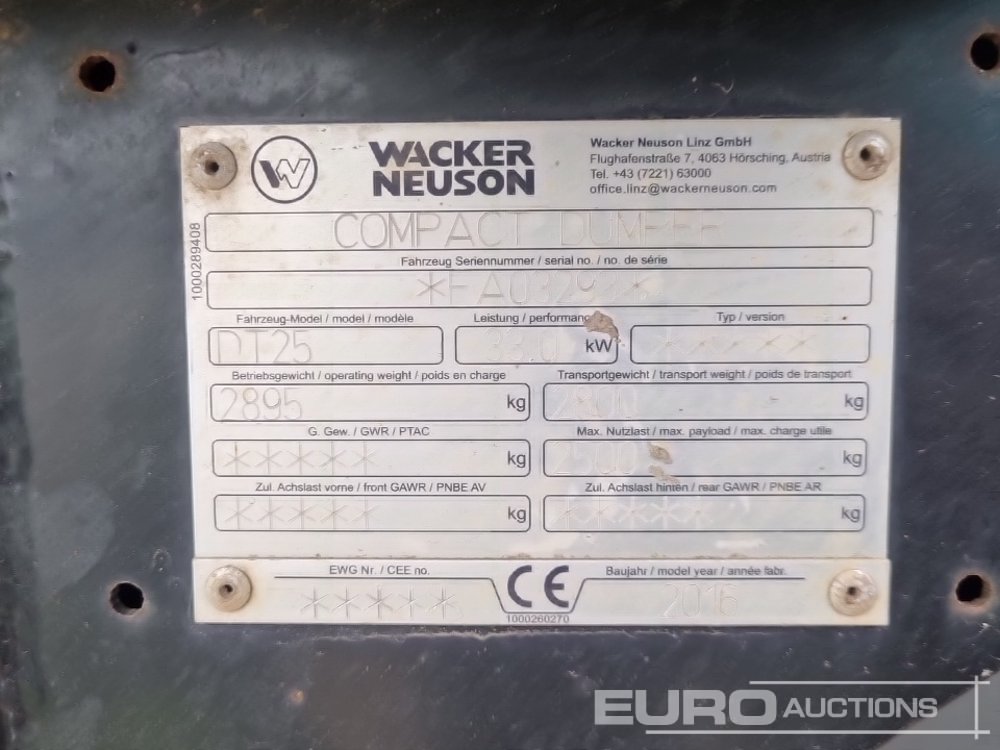 WACKER
NEUSON
Wacker Neuson Linz GmbH
Flughafenstraße 7, 4063 Hörsching, Austria
Tel. +43 (7221) 63000
office.linz@wackerneuson.com
1000289408
COMPACT DUMPER
Fahrzeug Seriennummer / serial no. / no. de série
Fahrzeug-Model / model / modèle
Leistung / performance
Typ / version
DT25
33.0 kW
*****
Betriebsgewicht / operating weight / poids en charge
Transportgewicht / transport weight / poids de transport
2895 kg
2800 kg
G. Gew. / GWR / PTAC
Max. Nutzlast / max. payload / max. charge utile
***** kg
2500 kg
Zul. Achslast vorne / front GAWR / PNBE AV
Zul. Achslast hinten / rear GAWR / PNBE AR
***** kg
***** kg
EWG Nr. / CEE no.
CE
Baujahr / model year / année fabr.
*****
2016
1000260270
EURO AUCTIONS